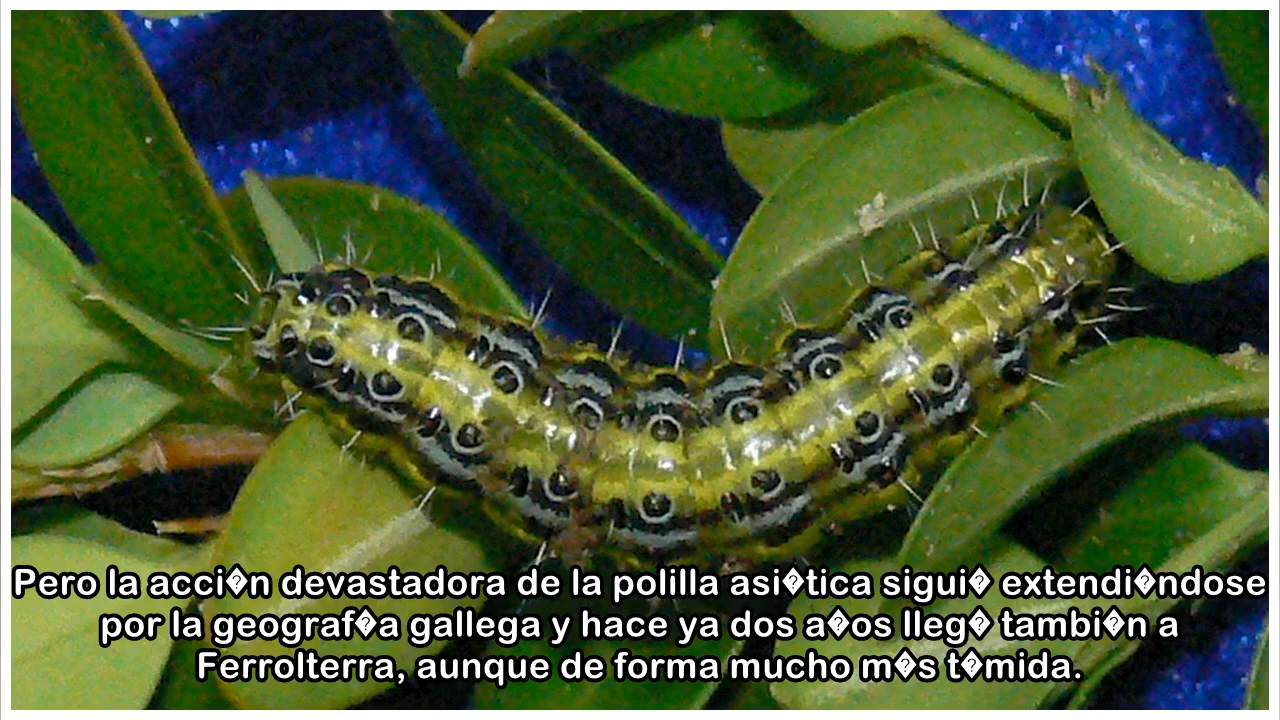 Pero la acci�n devastadora de la polilla asi�tica sigui� extendi�ndose
por la geograf�a gallega y hace ya dos a�os lleg� tambi�n a
Ferrolterra, aunque de forma mucho m�s t�mida.